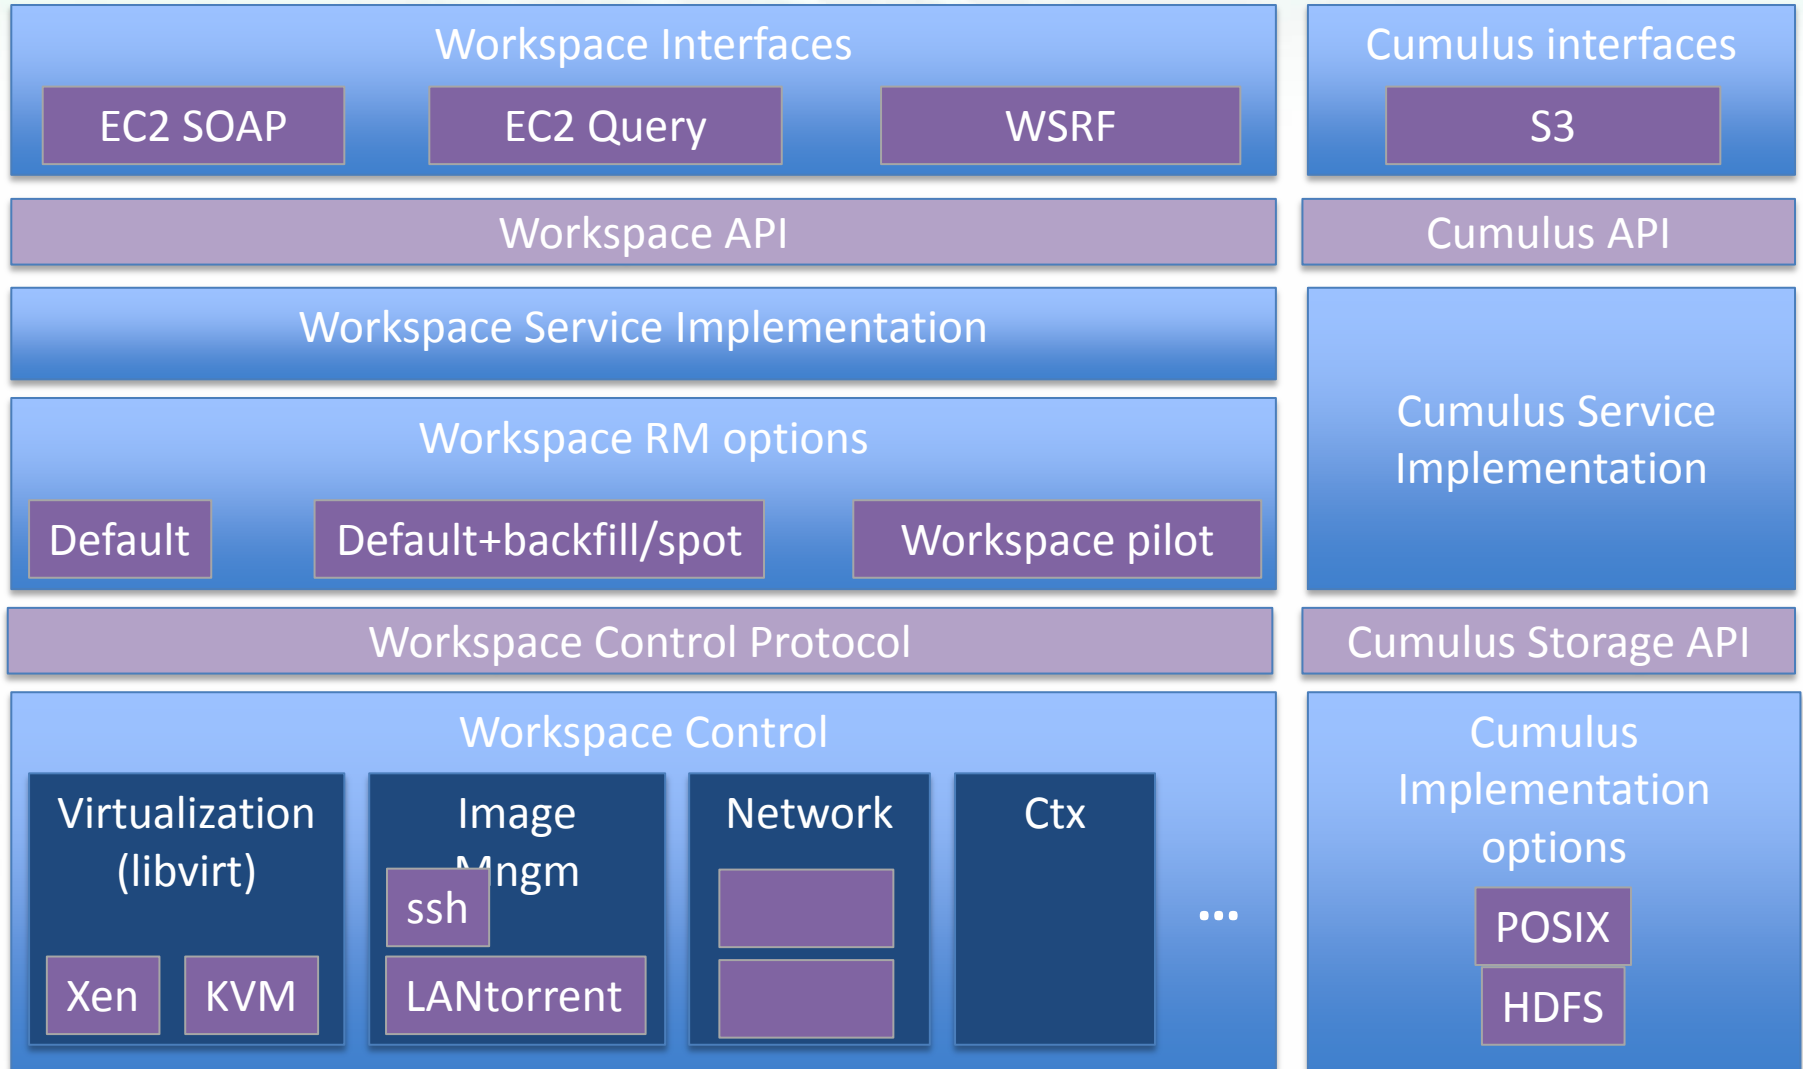 Workspace Interfaces
EC2 SOAP
EC2 Query
WSRF
Cumulus interfaces
S3
Workspace API
Cumulus API
Workspace Service Implementation
Workspace RM options
Default
Default+backfill/spot
Workspace pilot
Cumulus Service
Implementation
Workspace Control Protocol
Cumulus Storage API
Workspace Control
Virtualization
(libvirt)
Xen
KVM
Image
Mngm
ssh
LANtorrent
Network
Ctx
...
Cumulus
Implementation
options
POSIX
HDFS